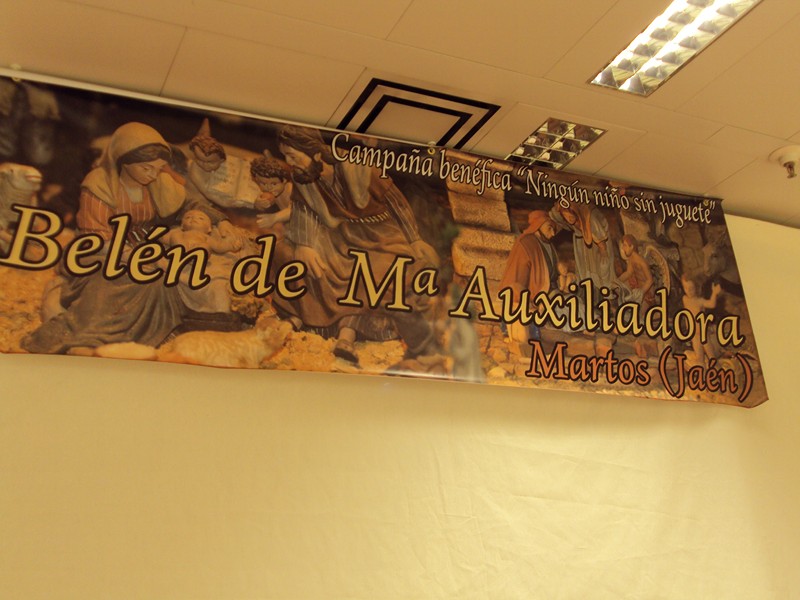 Campaña benéfica "Ningún niño sin juguete"
Belén de Mª Auxiliadora
Martos (Jaén)